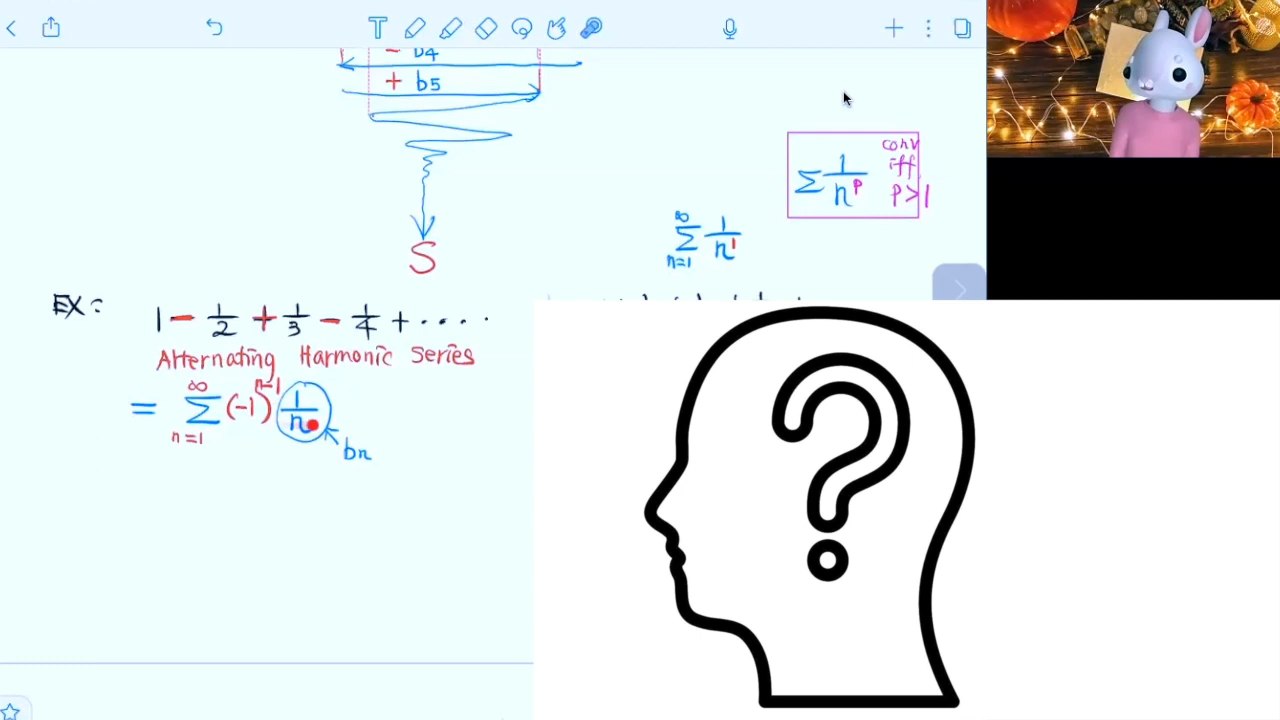 - b4
+ b5
S
∑ 1/n^p conv iff p>1
∞ ∑ n=1 1/n^1
EX:
1 - 1/2 + 1/3 - 1/4 + ·····
Alternating Harmonic Series
= ∞ ∑ n=1 (-1)^n-1 1/n
bn
?